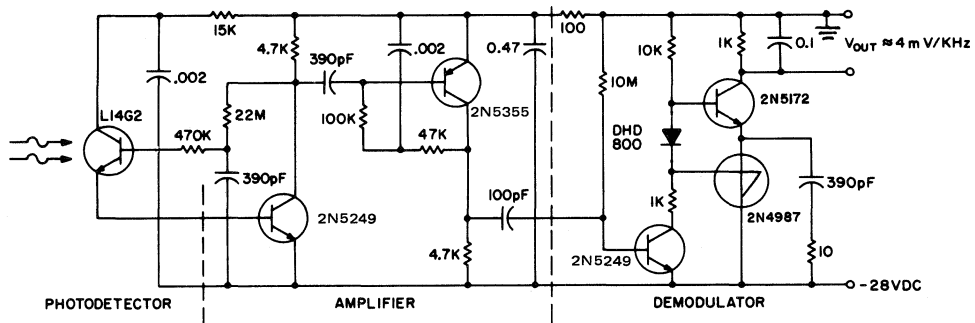 15K
100
4.7K
390pF
.002
0.47
10K
1K
0.1
V_OUT ≈ 4mV/KHz
.002
L14G2
22M
100K
2N5355
10M
2N5172
470K
47K
DHD
800
390pF
100pF
390pF
1K
2N4987
2N5249
4.7K
2N5249
10
-28VDC
PHOTODETECTOR
AMPLIFIER
DEMODULATOR